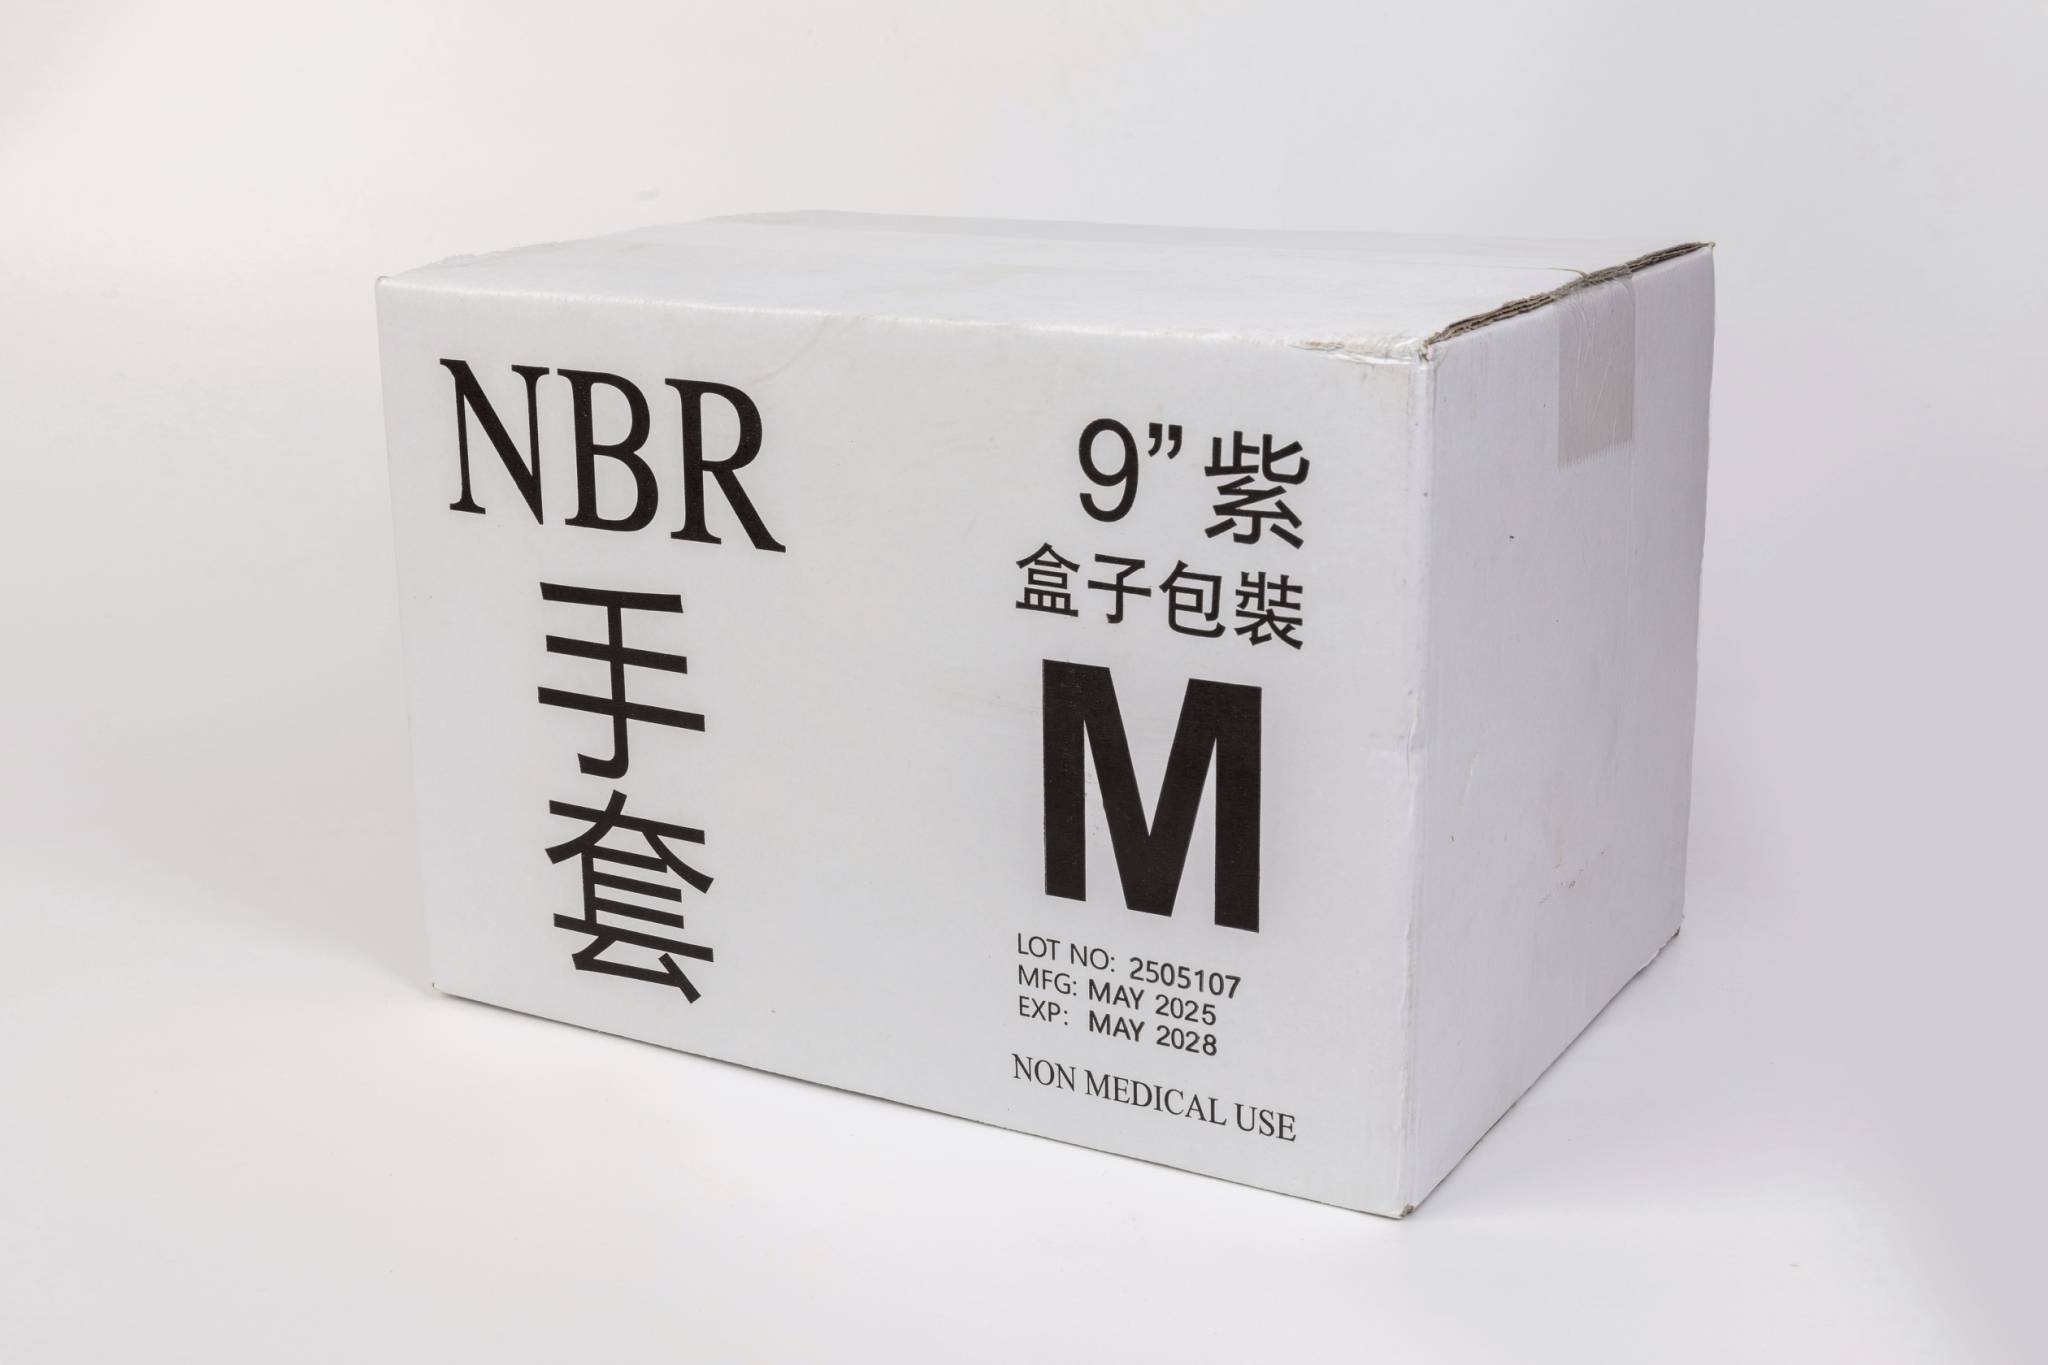 NBR
手套
9”紫
盒子包裝
M
LOT NO: 2505107
MFG: MAY 2025
EXP: MAY 2028
NON MEDICAL USE